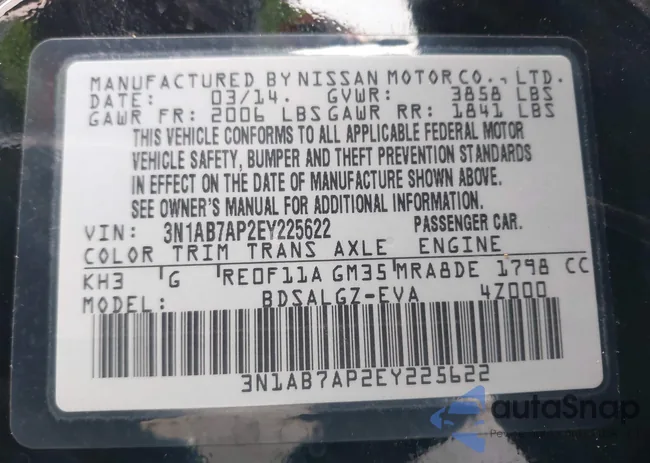 MANUFACTURED BY NISSAN MOTOR CO., LTD.
DATE: 03/14. GVWR: 3858 LBS
GAWR FR: 2006 LBS GAWR RR: 1841 LBS
THIS VEHICLE CONFORMS TO ALL APPLICABLE FEDERAL MOTOR
VEHICLE SAFETY, BUMPER AND THEFT PREVENTION STANDARDS
IN EFFECT ON THE DATE OF MANUFACTURE SHOWN ABOVE.
SEE OWNER'S MANUAL FOR ADDITIONAL INFORMATION.
VIN: 3N1AB7AP2EY225622 PASSENGER CAR.
COLOR TRIM TRANS AXLE ENGINE
KH3 G RE0F11A GM35 MRA8DE 1798 CC
MODEL: BDSALGZ-EVA 4Z000
3N1AB7AP2EY225622
autoSnap